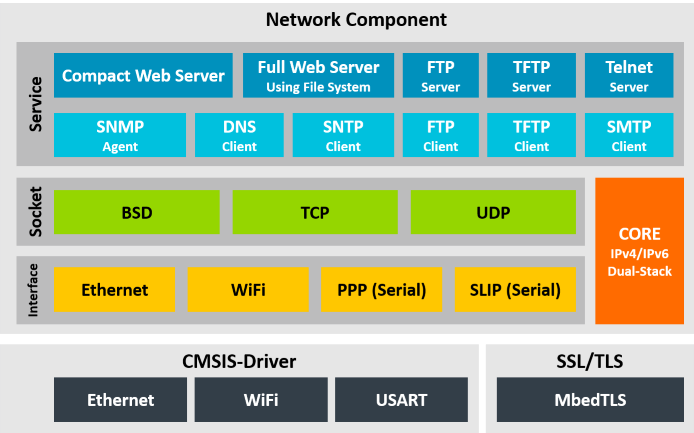 Network Component
Service
Compact Web Server
Full Web Server
Using File System
FTP
Server
TFTP
Server
Telnet
Server
SNMP
Agent
DNS
Client
SNTP
Client
FTP
Client
TFTP
Client
SMTP
Client
Socket
BSD
TCP
UDP
CORE
IPv4/IPv6
Dual-Stack
Interface
Ethernet
WiFi
PPP (Serial)
SLIP (Serial)
CMSIS-Driver
Ethernet
WiFi
USART
SSL/TLS
MbedTLS